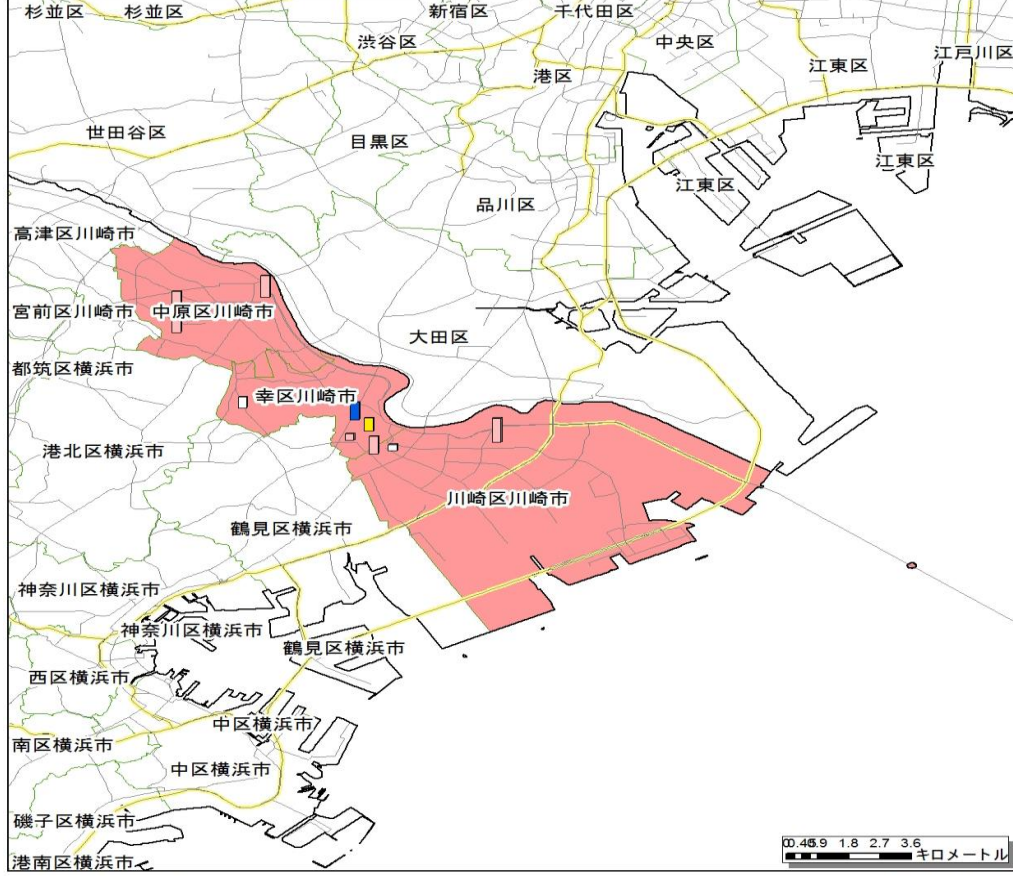 杉並区
杉並区
新宿区
千代田区
渋谷区
中央区
港区
江東区
江戸川区
世田谷区
目黒区
江東区
江東区
品川区
高津区川崎市
宮前区川崎市
中原区川崎市
大田区
都筑区横浜市
幸区川崎市
港北区横浜市
川崎区川崎市
鶴見区横浜市
神奈川区横浜市
神奈川区横浜市
鶴見区横浜市
西区横浜市
中区横浜市
南区横浜市
中区横浜市
磯子区横浜市
港南区横浜市
0 0.45 0.9 1.8 2.7 3.6
キロメートル